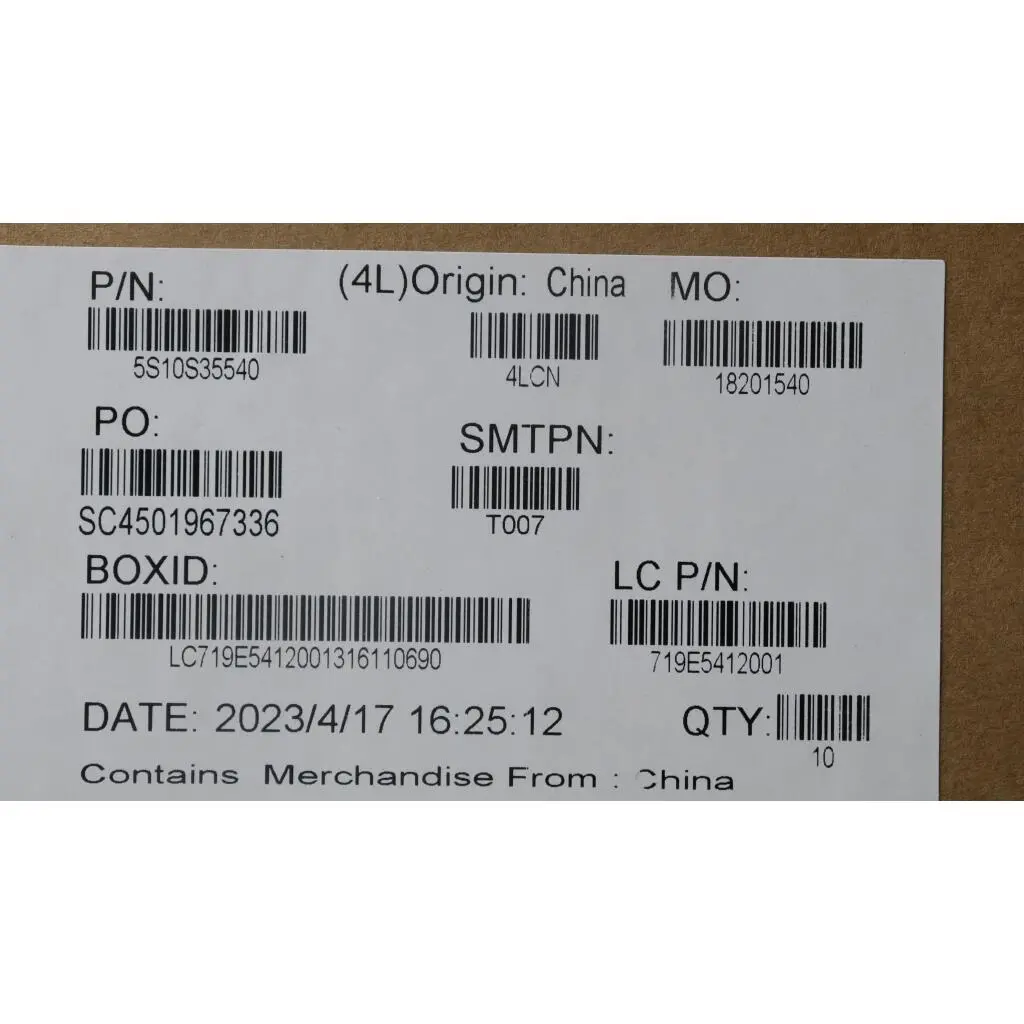 P/N: (4L)Origin: China MO:
5S10S35540 4LCN 18201540
PO: SMTPN:
SC4501967336 T007
BOXID: LC P/N:
LC719E5412001316110690 719E5412001
DATE: 2023/4/17 16:25:12 QTY:
10
Contains Merchandise From : China